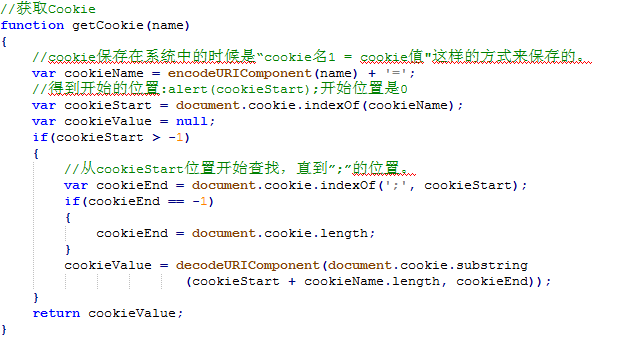 //获取Cookie
function getCookie(name)
{
    //cookie保存在系统中的时候是“cookie名1 = cookie值"这样的方式来保存的。
    var cookieName = encodeURIComponent(name) + '=';
    //得到开始的位置:alert(cookieStart);开始位置是0
    var cookieStart = document.cookie.indexOf(cookieName);
    var cookieValue = null;
    if(cookieStart > -1)
    {
        //从cookieStart位置开始查找，直到”;”的位置。
        var cookieEnd = document.cookie.indexOf(';', cookieStart);
        if(cookieEnd == -1)
        {
            cookieEnd = document.cookie.length;
        }
        cookieValue = decodeURIComponent(document.cookie.substring
                       (cookieStart + cookieName.length, cookieEnd));
    }
    return cookieValue;
}